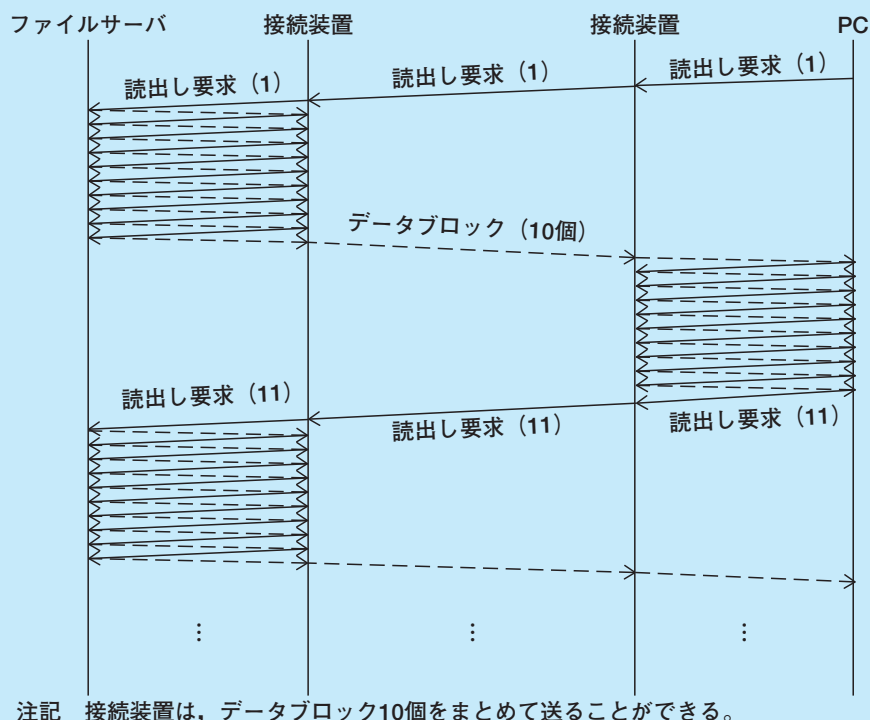 ファイルサーバ
接続装置
接続装置
PC
読出し要求（1）
読出し要求（1）
読出し要求（1）
データブロック（10個）
読出し要求（11）
読出し要求（11）
読出し要求（11）
⋮
⋮
⋮
注記　接続装置は，データブロック10個をまとめて送ることができる。